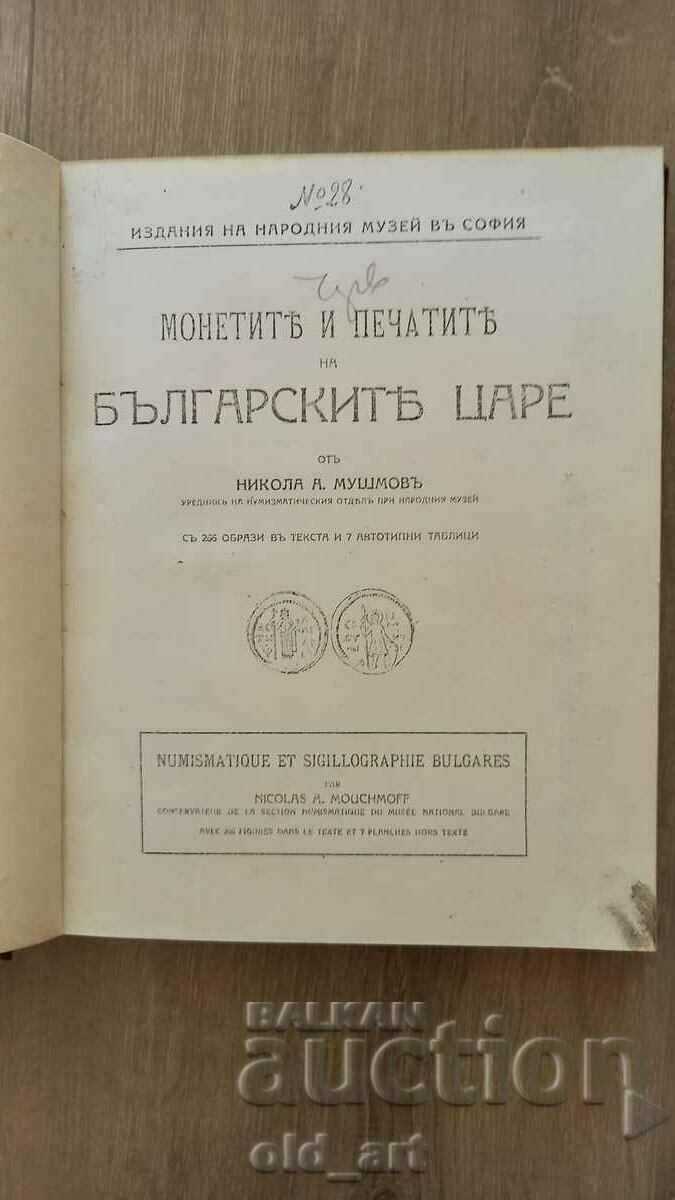 №28.
ИЗДАНИЯ НА НАРОДНИЯ МУЗЕЙ ВЪ СОФИЯ
МОНЕТИТѢ И ПЕЧАТИТѢ
НА
БЪЛГАРСКИТѢ ЦАРЕ
ОТЪ
НИКОЛА А. МУШМОВЪ
УРЕДНИКЪ НА НУМИЗМАТИЧЕСКИЯ ОТДѢЛЪ ПРИ НАРОДНИЯ МУЗЕЙ
СЪ 266 ОБРАЗИ ВЪ ТЕКСТА И 7 АВТОТИПНИ ТАБЛИЦИ
NUMISMATIQUE ET SIGILLOGRAPHIE BULGARES
PAR
NICOLAS A. MOUCHMOFF
CONCERVATEUR DE LA SECTION NUMISMATIQUE DU MUSÉE NATIONAL BULGARE
AVEC 266 FIGURES DANS LE TEXTE ET 7 PLANCHES HORS TEXTE
BALKAN
auction
old_art